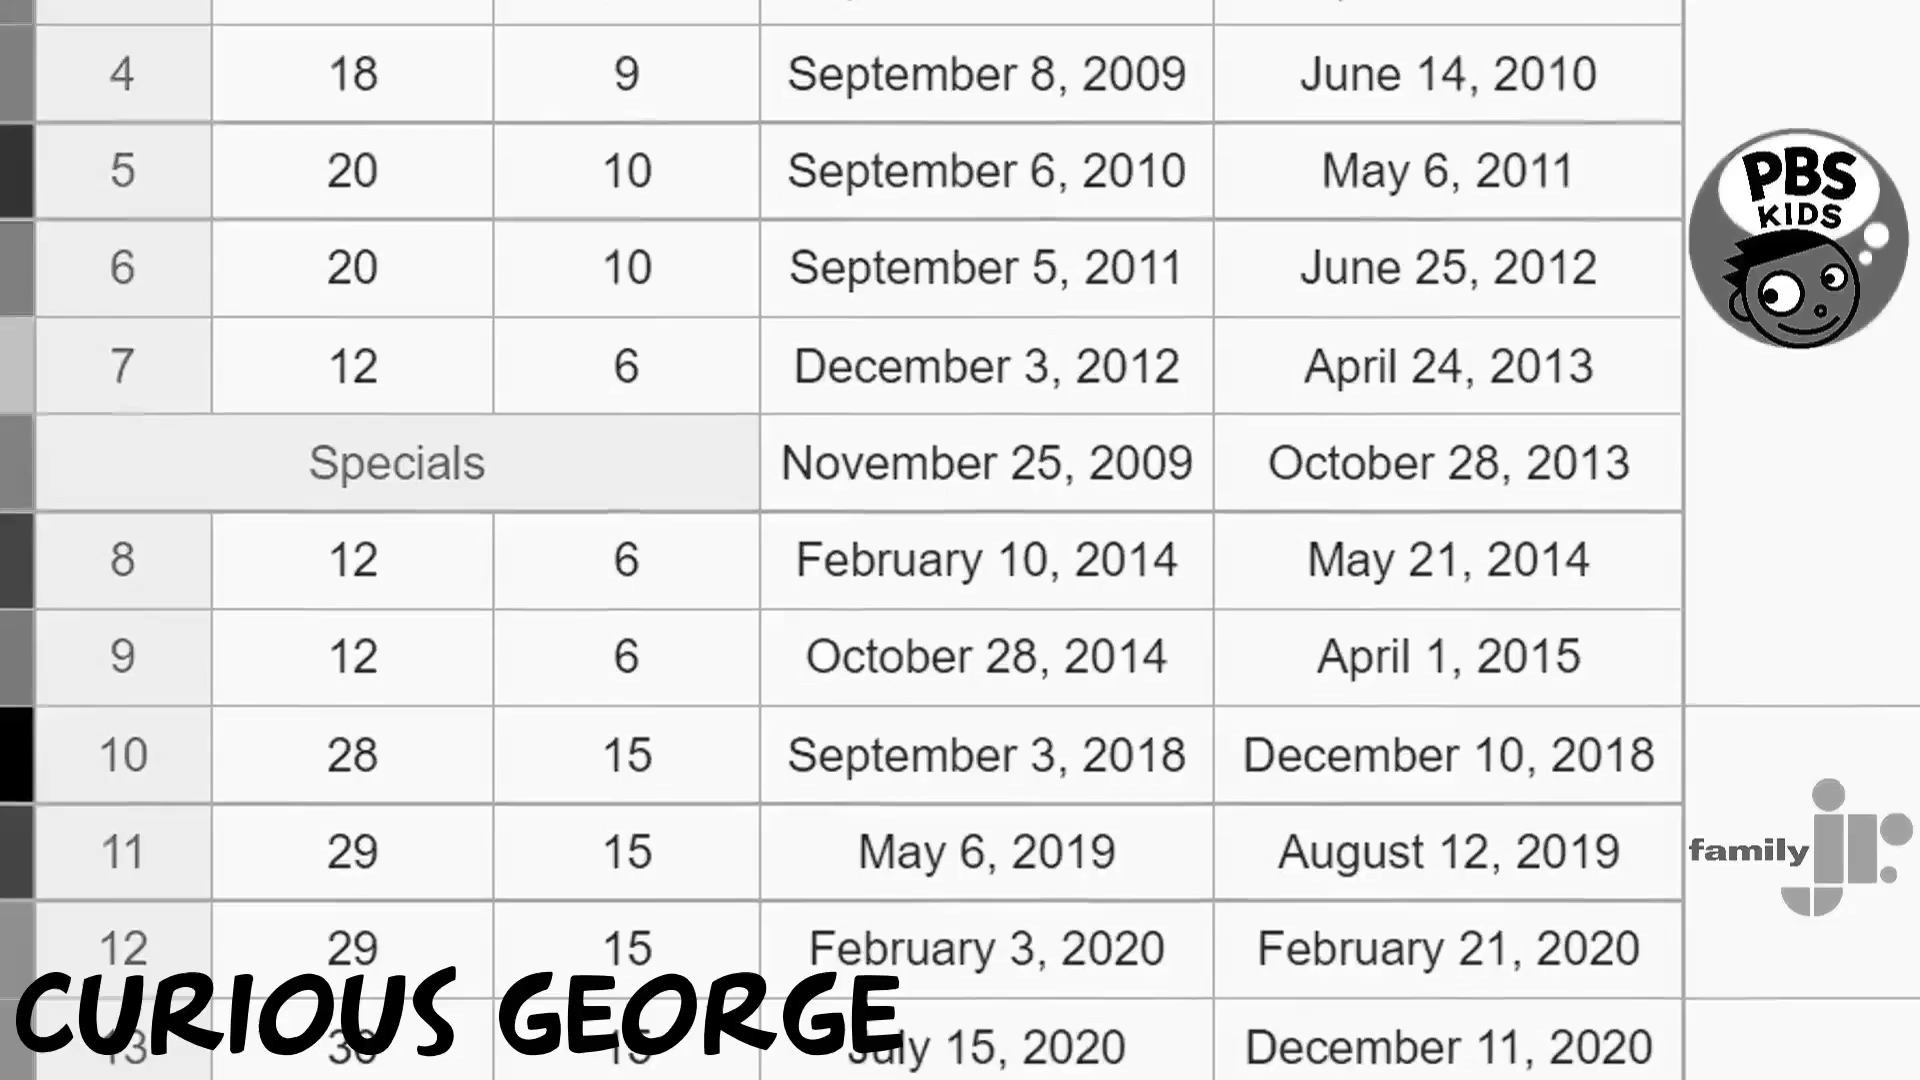 4 18 9 September 8, 2009 June 14, 2010
5 20 10 September 6, 2010 May 6, 2011
PBS
KIDS
6 20 10 September 5, 2011 June 25, 2012
7 12 6 December 3, 2012 April 24, 2013
Specials November 25, 2009 October 28, 2013
8 12 6 February 10, 2014 May 21, 2014
9 12 6 October 28, 2014 April 1, 2015
10 28 15 September 3, 2018 December 10, 2018
11 29 15 May 6, 2019 August 12, 2019
family jr.
12 29 15 February 3, 2020 February 21, 2020
CURIOUS GEORGE
13 30 15 July 15, 2020 December 11, 2020